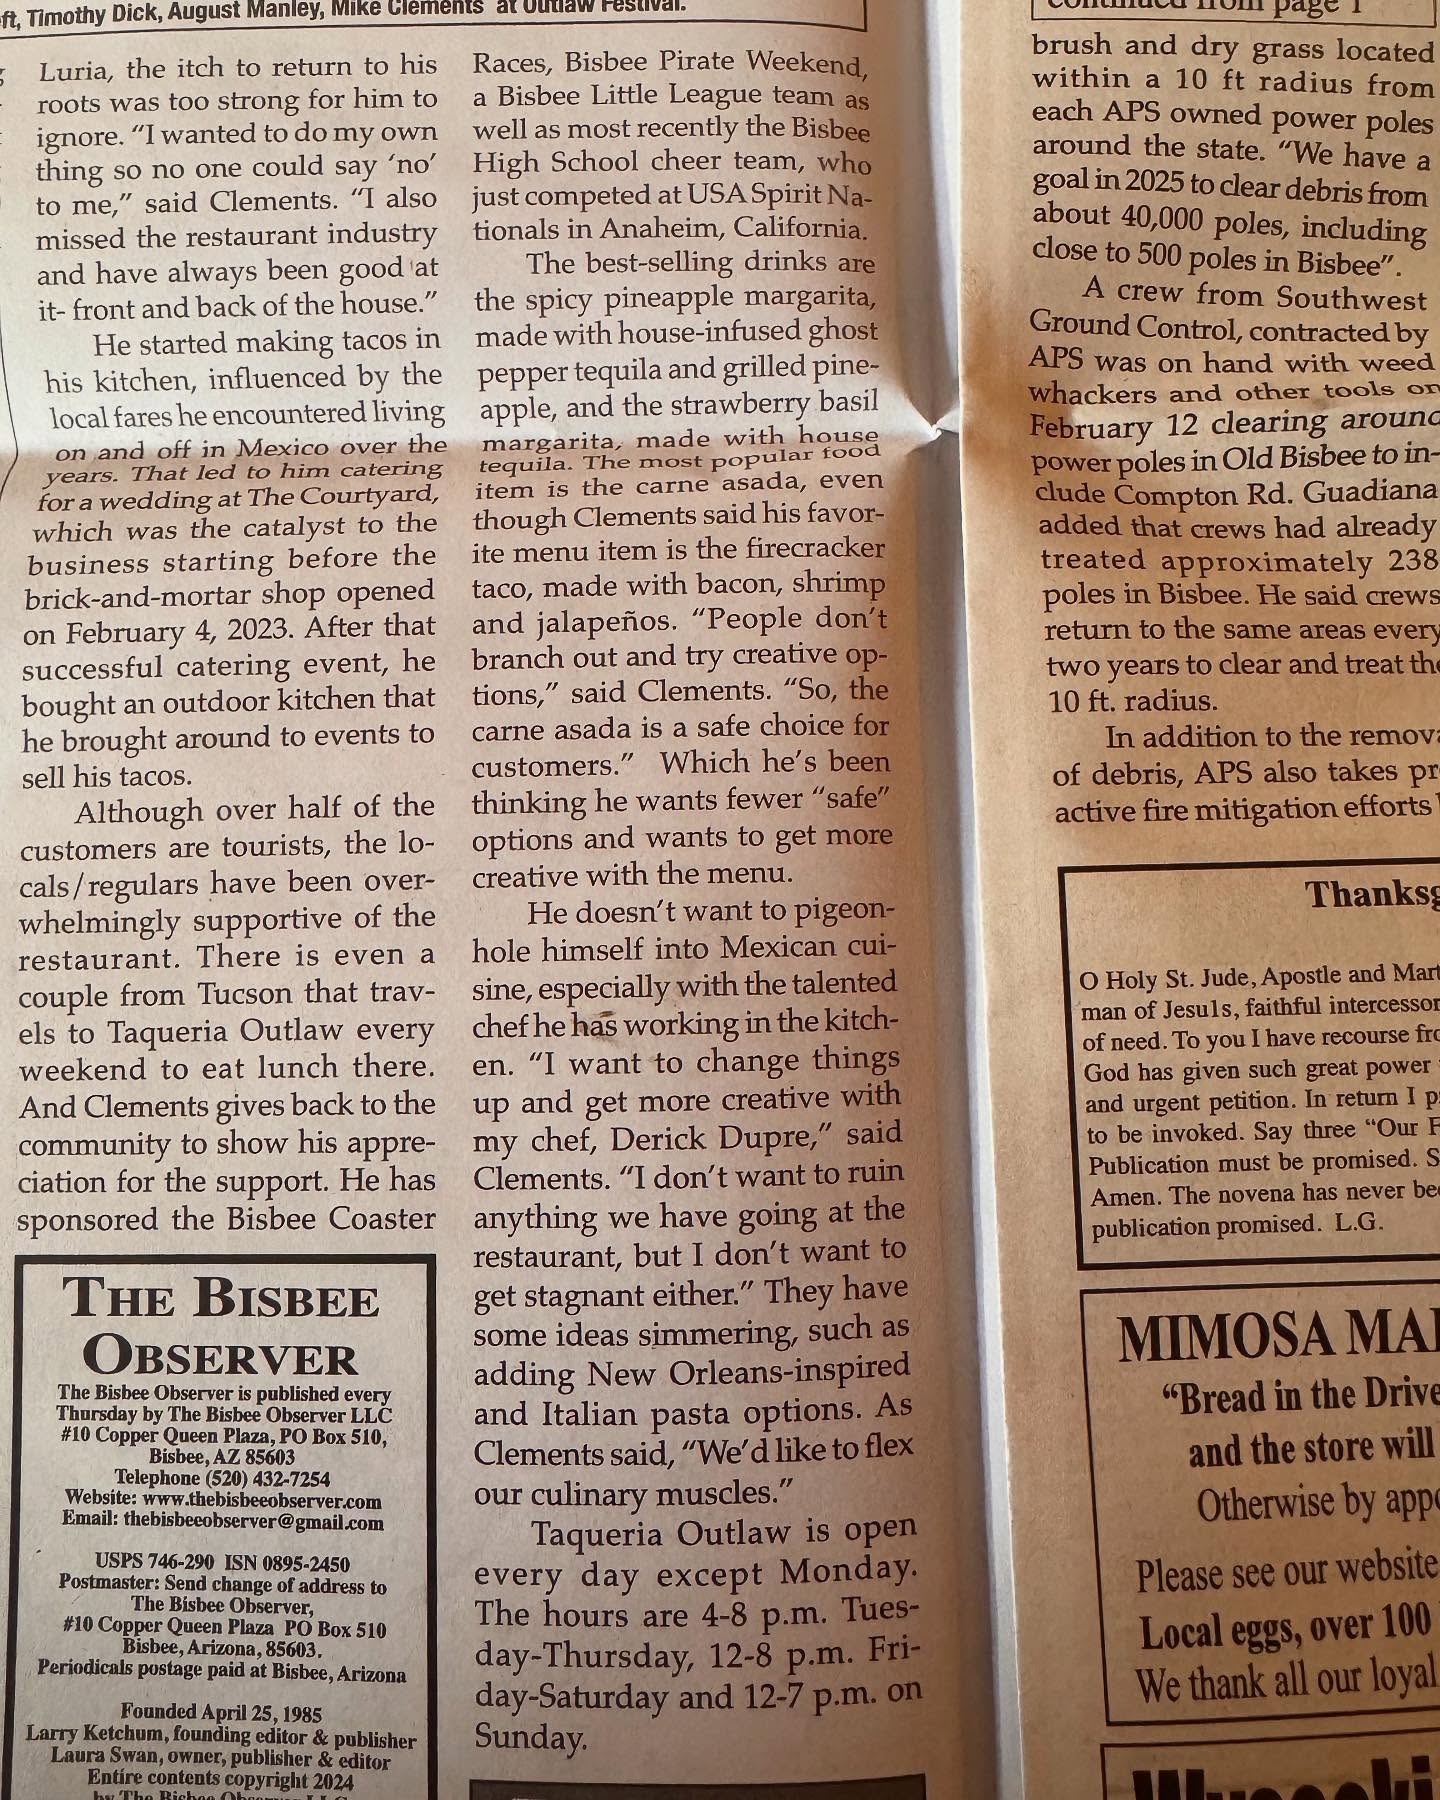 ft, Timothy Dick, August Manley, Mike Clements at Outlaw Festival.
Luria, the itch to return to his
roots was too strong for him to
ignore. “I wanted to do my own
thing so no one could say ‘no’
to me,” said Clements. “I also
missed the restaurant industry
and have always been good at
it- front and back of the house.”
He started making tacos in
his kitchen, influenced by the
local fares he encountered living
on and off in Mexico over the
years. That led to him catering
for a wedding at The Courtyard,
which was the catalyst to the
business starting before the
brick-and-mortar shop opened
on February 4, 2023. After that
successful catering event, he
bought an outdoor kitchen that
he brought around to events to
sell his tacos.
Although over half of the
customers are tourists, the lo-
cals/regulars have been over-
whelmingly supportive of the
restaurant. There is even a
couple from Tucson that trav-
els to Taqueria Outlaw every
weekend to eat lunch there.
And Clements gives back to the
community to show his appre-
ciation for the support. He has
sponsored the Bisbee Coaster
THE BISBEE
OBSERVER
The Bisbee Observer is published every
Thursday by The Bisbee Observer LLC
#10 Copper Queen Plaza, PO Box 510,
Bisbee, AZ 85603
Telephone (520) 432-7254
Website: www.thebisbeeobserver.com
Email: thebisbeeobserver@gmail.com
USPS 746-290 ISN 0895-2450
Postmaster: Send change of address to
The Bisbee Observer,
#10 Copper Queen Plaza PO Box 510
Bisbee, Arizona, 85603.
Periodicals postage paid at Bisbee, Arizona
Founded April 25, 1985
Larry Ketchum, founding editor & publisher
Laura Swan, owner, publisher & editor
Entire contents copyright 2024
by The Bisbee Observer LLC
Races, Bisbee Pirate Weekend,
a Bisbee Little League team as
well as most recently the Bisbee
High School cheer team, who
just competed at USA Spirit Na-
tionals in Anaheim, California.
The best-selling drinks are
the spicy pineapple margarita,
made with house-infused ghost
pepper tequila and grilled pine-
apple, and the strawberry basil
margarita, made with house
tequila. The most popular food
item is the carne asada, even
though Clements said his favor-
ite menu item is the firecracker
taco, made with bacon, shrimp
and jalapeños. “People don’t
branch out and try creative op-
tions,” said Clements. “So, the
carne asada is a safe choice for
customers.” Which he’s been
thinking he wants fewer “safe”
options and wants to get more
creative with the menu.
He doesn’t want to pigeon-
hole himself into Mexican cui-
sine, especially with the talented
chef he has working in the kitch-
en. “I want to change things
up and get more creative with
my chef, Derick Dupre,” said
Clements. “I don’t want to ruin
anything we have going at the
restaurant, but I don’t want to
get stagnant either.” They have
some ideas simmering, such as
adding New Orleans-inspired
and Italian pasta options. As
Clements said, “We’d like to flex
our culinary muscles.”
Taqueria Outlaw is open
every day except Monday.
The hours are 4-8 p.m. Tues-
day-Thursday, 12-8 p.m. Fri-
day-Saturday and 12-7 p.m. on
Sunday.
continued from page 1
brush and dry grass located
within a 10 ft radius from
each APS owned power poles
around the state. “We have a
goal in 2025 to clear debris from
about 40,000 poles, including
close to 500 poles in Bisbee”.
A crew from Southwest
Ground Control, contracted by
APS was on hand with weed
whackers and other tools on
February 12 clearing around
power poles in Old Bisbee to in-
clude Compton Rd. Guadiana
added that crews had already
treated approximately 238
poles in Bisbee. He said crews
return to the same areas every
two years to clear and treat the
10 ft. radius.
In addition to the remova
of debris, APS also takes pr
active fire mitigation efforts
Thanksg
O Holy St. Jude, Apostle and Mart
man of Jesu1s, faithful intercessor
of need. To you I have recourse fro
God has given such great power
and urgent petition. In return I p
to be invoked. Say three “Our F
Publication must be promised. S
Amen. The novena has never bee
publication promised. L.G.
MIMOSA MA
“Bread in the Drive
and the store will
Otherwise by appo
Please see our website
Local eggs, over 100
We thank all our loyal